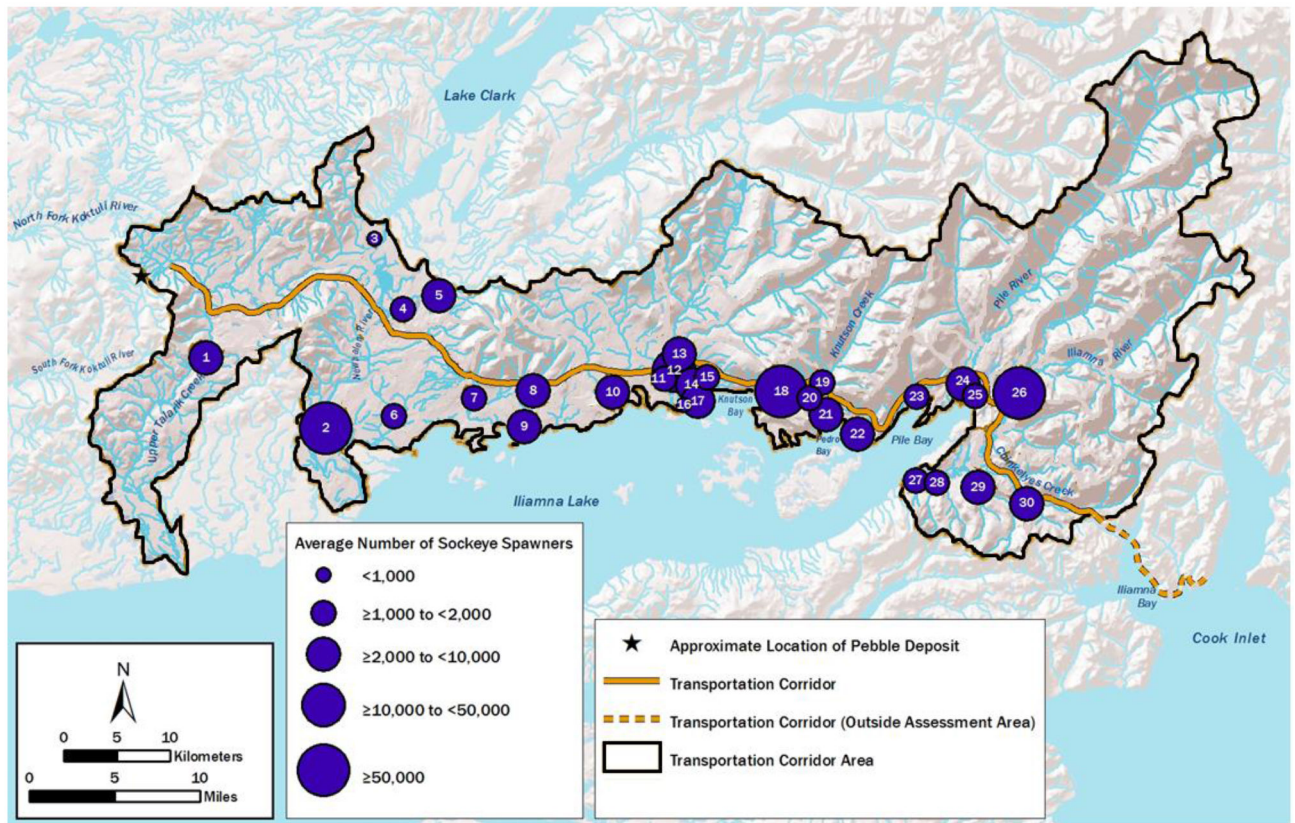 Lake Clark
North Fork Koktuli River
3
5
4
Pile River
Knutson Creek
Newhalen River
Iliamna River
South Fork Koktuli River
1
Upper Talarik Creek
13
12
11
14
15
8
7
10
16
17
Knutson
Bay
18
19
20
21
22
23
24
25
26
6
2
9
Pedro
Bay
Pile Bay
Chinkelyes Creek
27
28
29
30
Iliamna Lake
Iliamna
Bay
Cook Inlet
Average Number of Sockeye Spawners
<1,000
≥1,000 to <2,000
≥2,000 to <10,000
≥10,000 to <50,000
≥50,000
Approximate Location of Pebble Deposit
Transportation Corridor
Transportation Corridor (Outside Assessment Area)
Transportation Corridor Area
N
0 5 10
Kilometers
0 5 10
Miles